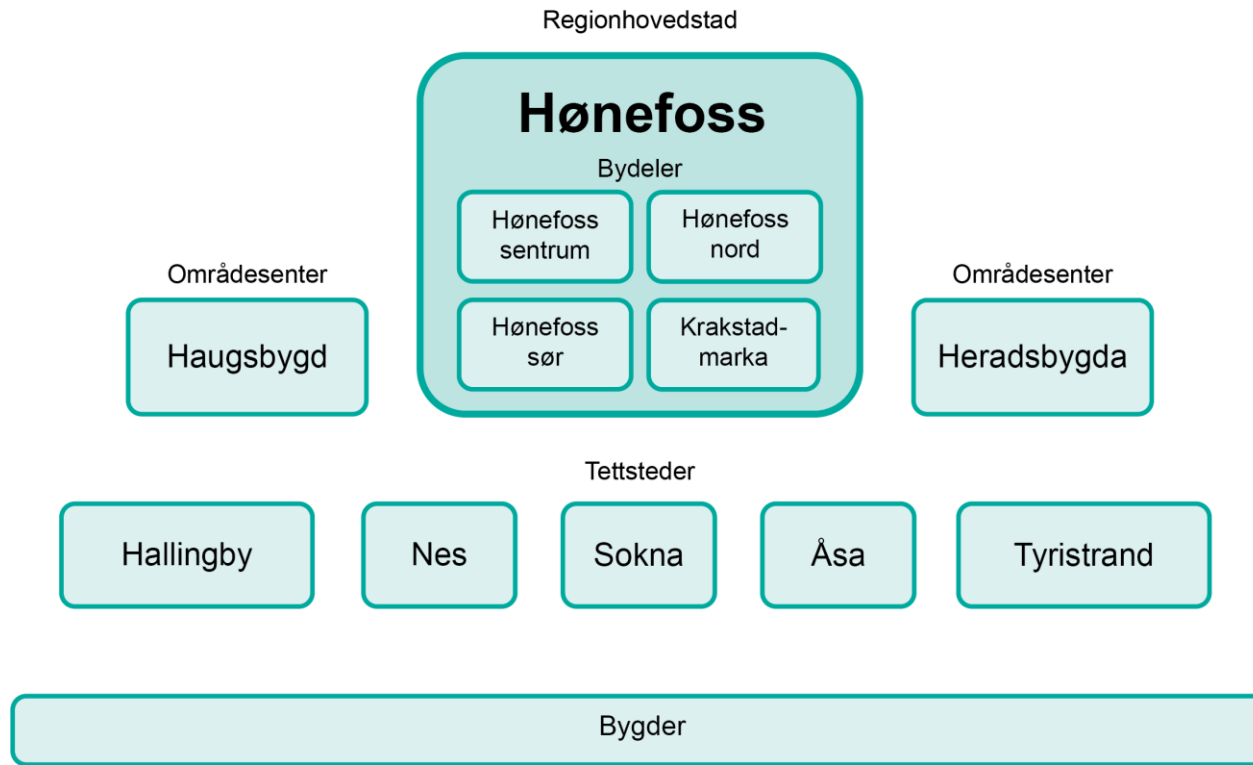 Regionhovedstad
Hønefoss
Bydeler
Hønefoss
sentrum
Hønefoss
nord
Hønefoss
sør
Krakstad-
marka
Områdesenter
Haugsbygd
Områdesenter
Heradsbygda
Tettsteder
Hallingby
Nes
Sokna
Åsa
Tyristrand
Bygder